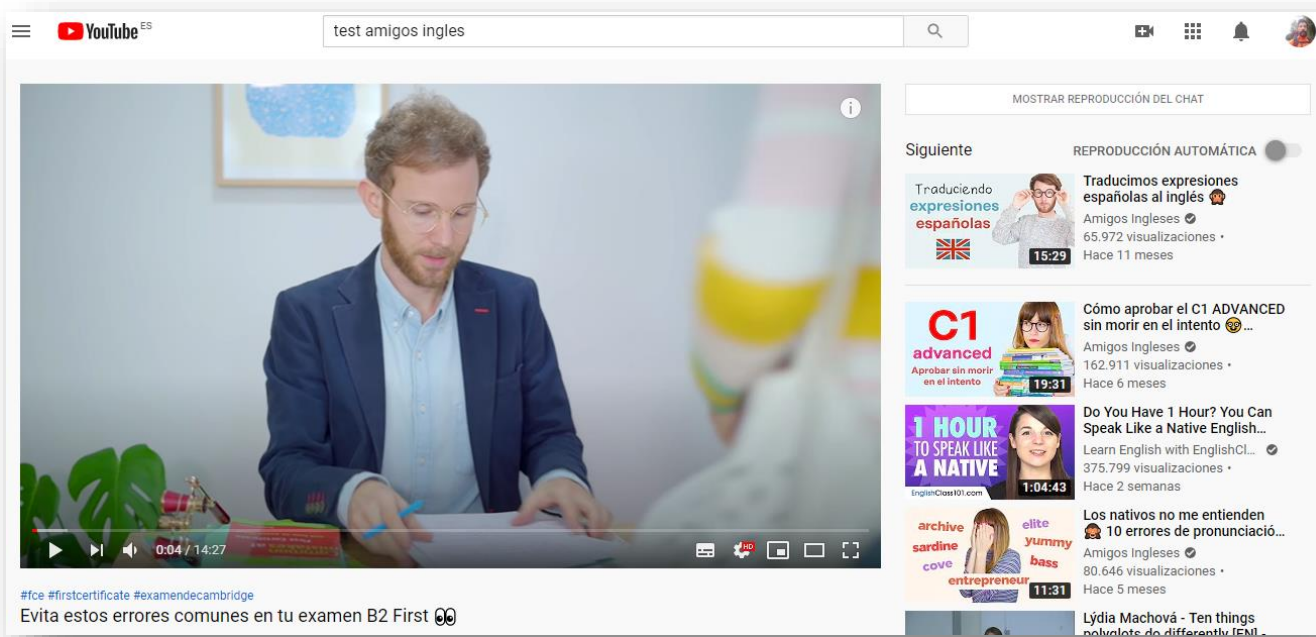 YouTube ES
test amigos ingles
MOSTRAR REPRODUCCIÓN DEL CHAT
Siguiente
REPRODUCCIÓN AUTOMÁTICA
0:04 / 14:27
HD
#fce #firstcertificate #examendecambridge
Evita estos errores comunes en tu examen B2 First 👀
Traduciendo
expresiones
españolas
15:29
Traducimos expresiones
españolas al inglés 🙊
Amigos Ingleses
65.972 visualizaciones •
Hace 11 meses
C1
advanced
Aprobar sin morir
en el intento
19:31
Cómo aprobar el C1 ADVANCED
sin morir en el intento 🤓...
Amigos Ingleses
162.911 visualizaciones •
Hace 6 meses
1 HOUR
TO SPEAK LIKE
A NATIVE
EnglishClass101.com
1:04:43
Do You Have 1 Hour? You Can
Speak Like a Native English...
Learn English with EnglishCl...
375.799 visualizaciones •
Hace 2 semanas
archive
elite
sardine
yummy
cove
bass
entrepreneur
11:31
Los nativos no me entienden
🙈 10 errores de pronunciació...
Amigos Ingleses
80.646 visualizaciones •
Hace 5 meses
Lýdia Machová - Ten things
polyglots do differently [EN] -